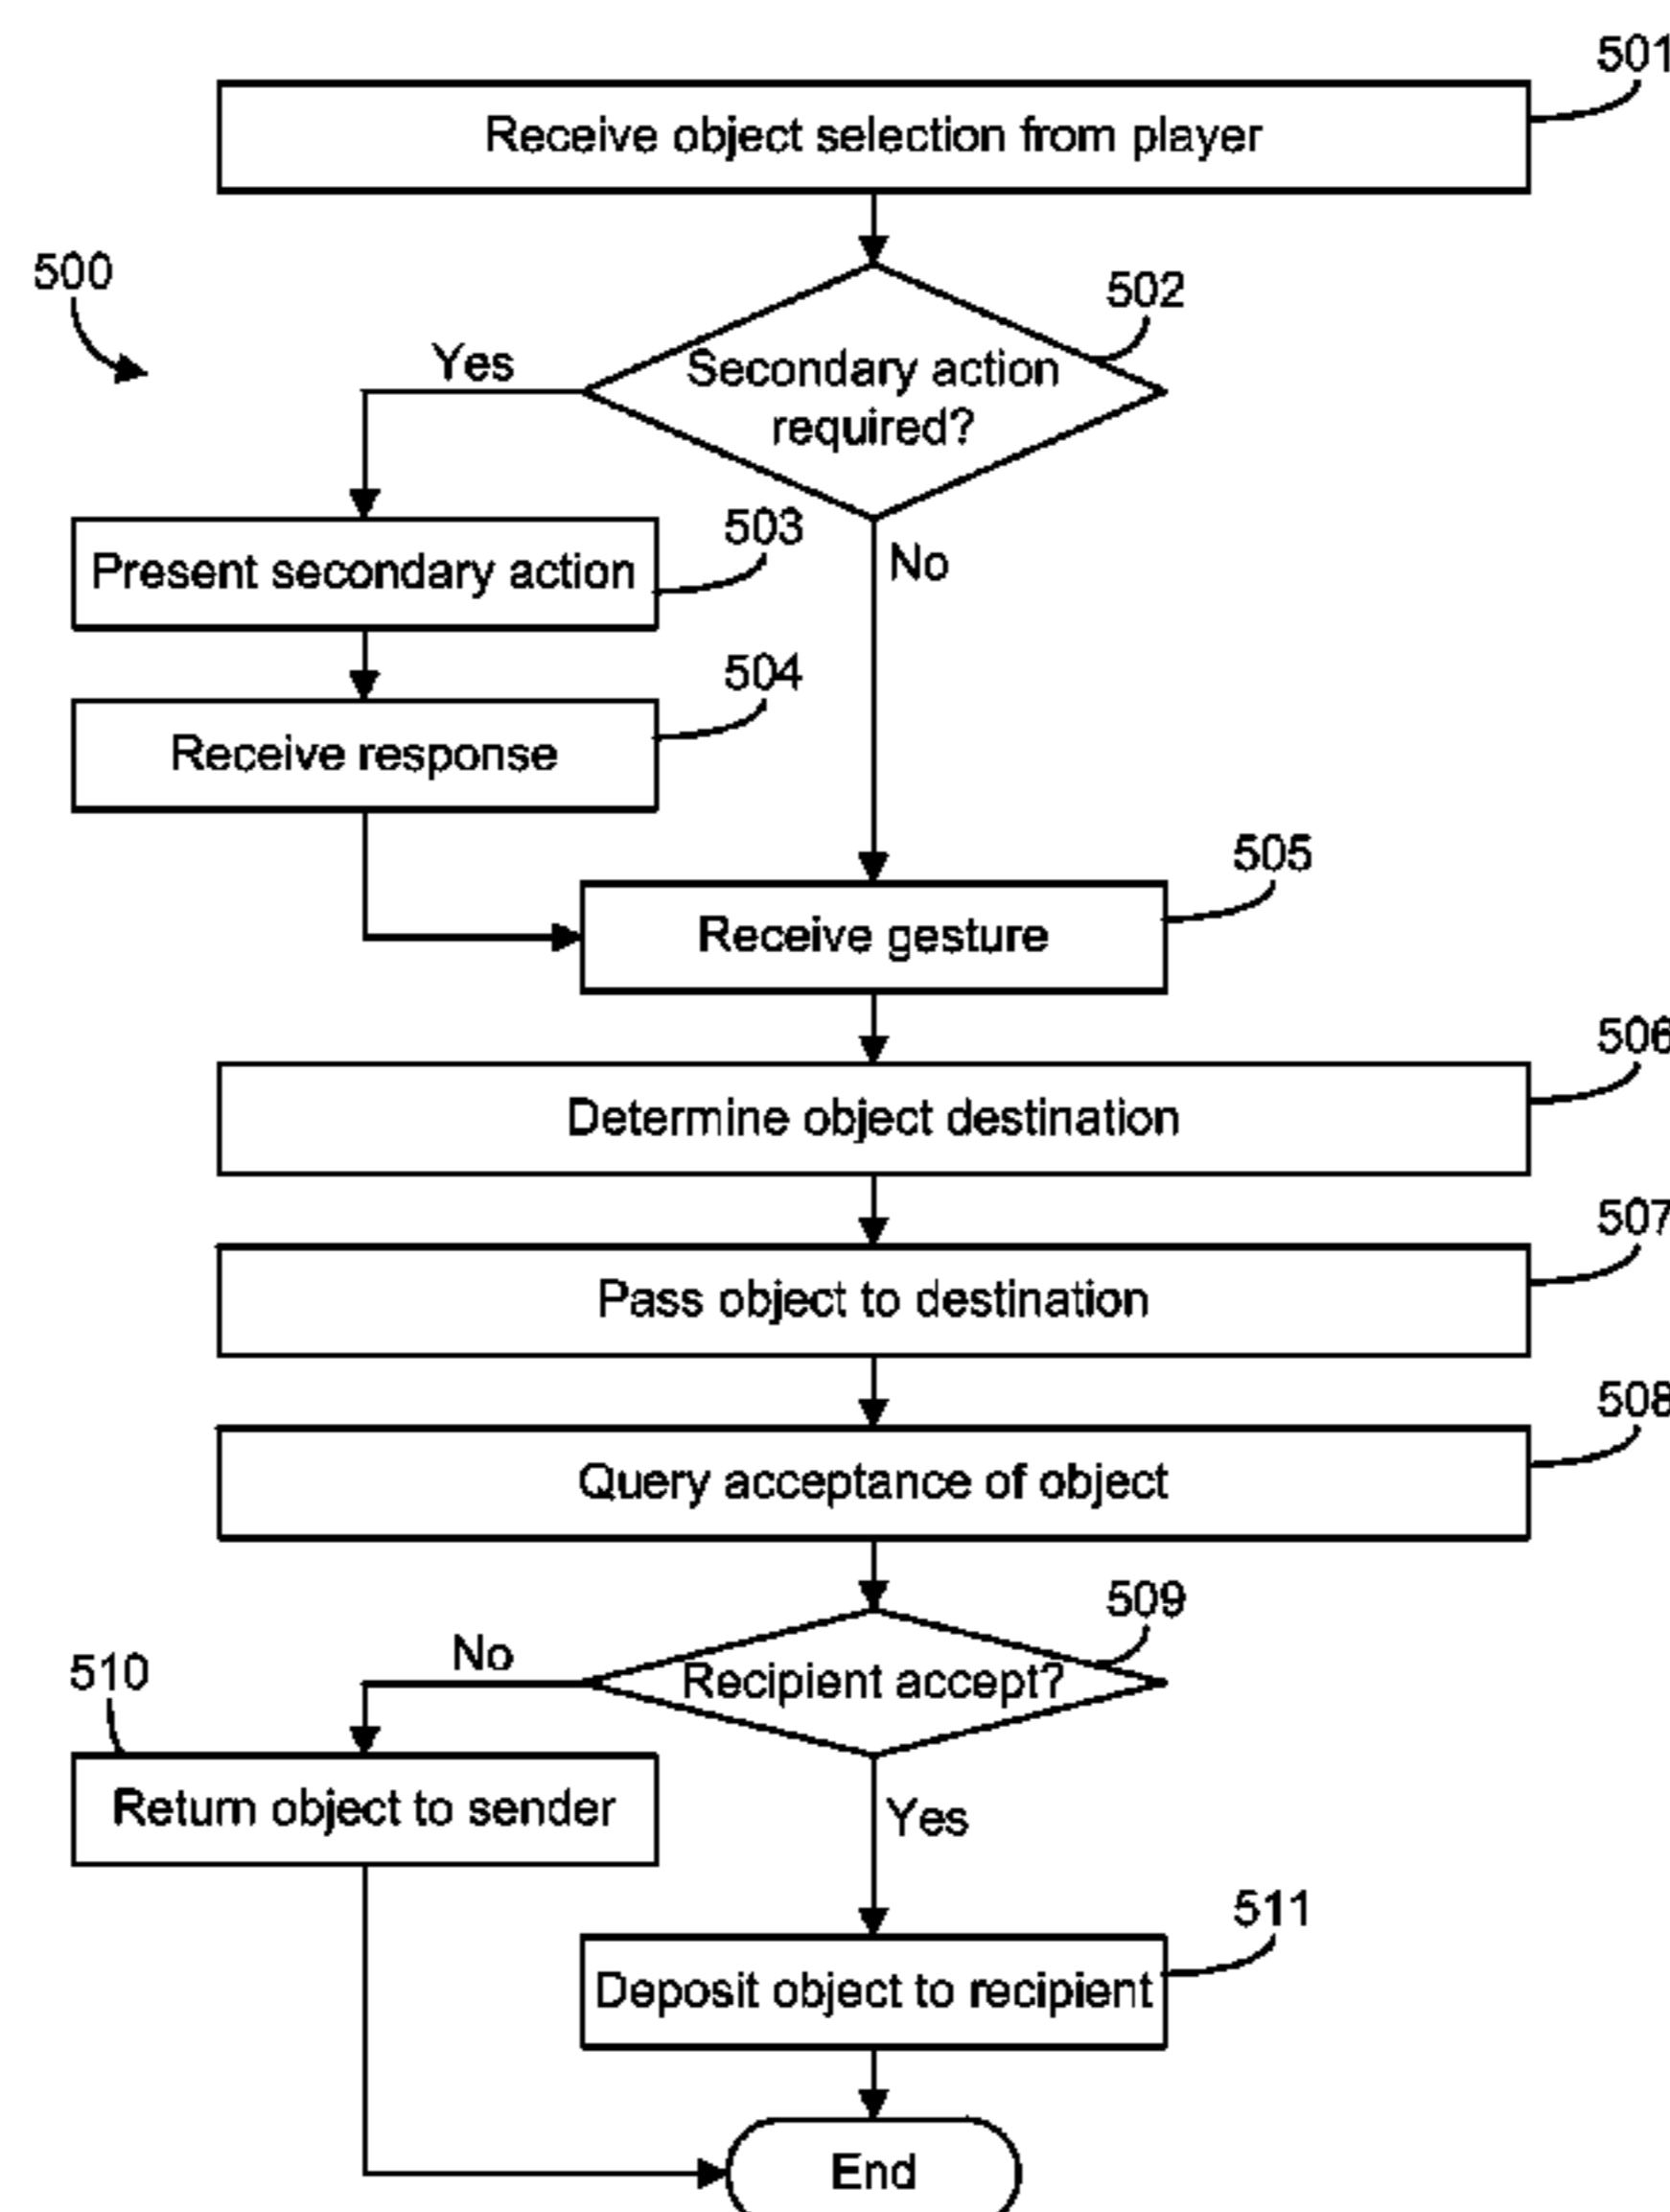 501
Receive object selection from player
500
502
Yes
Secondary action
required?
503
Present secondary action
No
504
Receive response
505
Receive gesture
506
Determine object destination
507
Pass object to destination
508
Query acceptance of object
509
No
Recipient accept?
510
Return object to sender
Yes
511
Deposit object to recipient
End